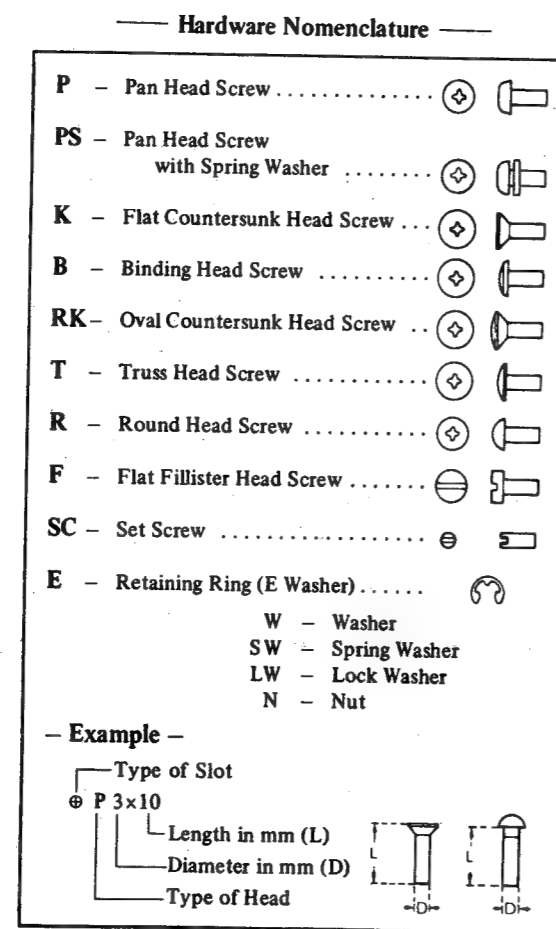 Hardware Nomenclature
P – Pan Head Screw ..............
PS – Pan Head Screw
with Spring Washer ........
K – Flat Countersunk Head Screw ...
B – Binding Head Screw ..........
RK – Oval Countersunk Head Screw ..
T – Truss Head Screw ............
R – Round Head Screw ...........
F – Flat Fillister Head Screw .......
SC – Set Screw ..................
E – Retaining Ring (E Washer) ......
W – Washer
SW – Spring Washer
LW – Lock Washer
N – Nut
– Example –
Type of Slot
⊕ P 3×10
Length in mm (L)
Diameter in mm (D)
Type of Head
L
D
L
D